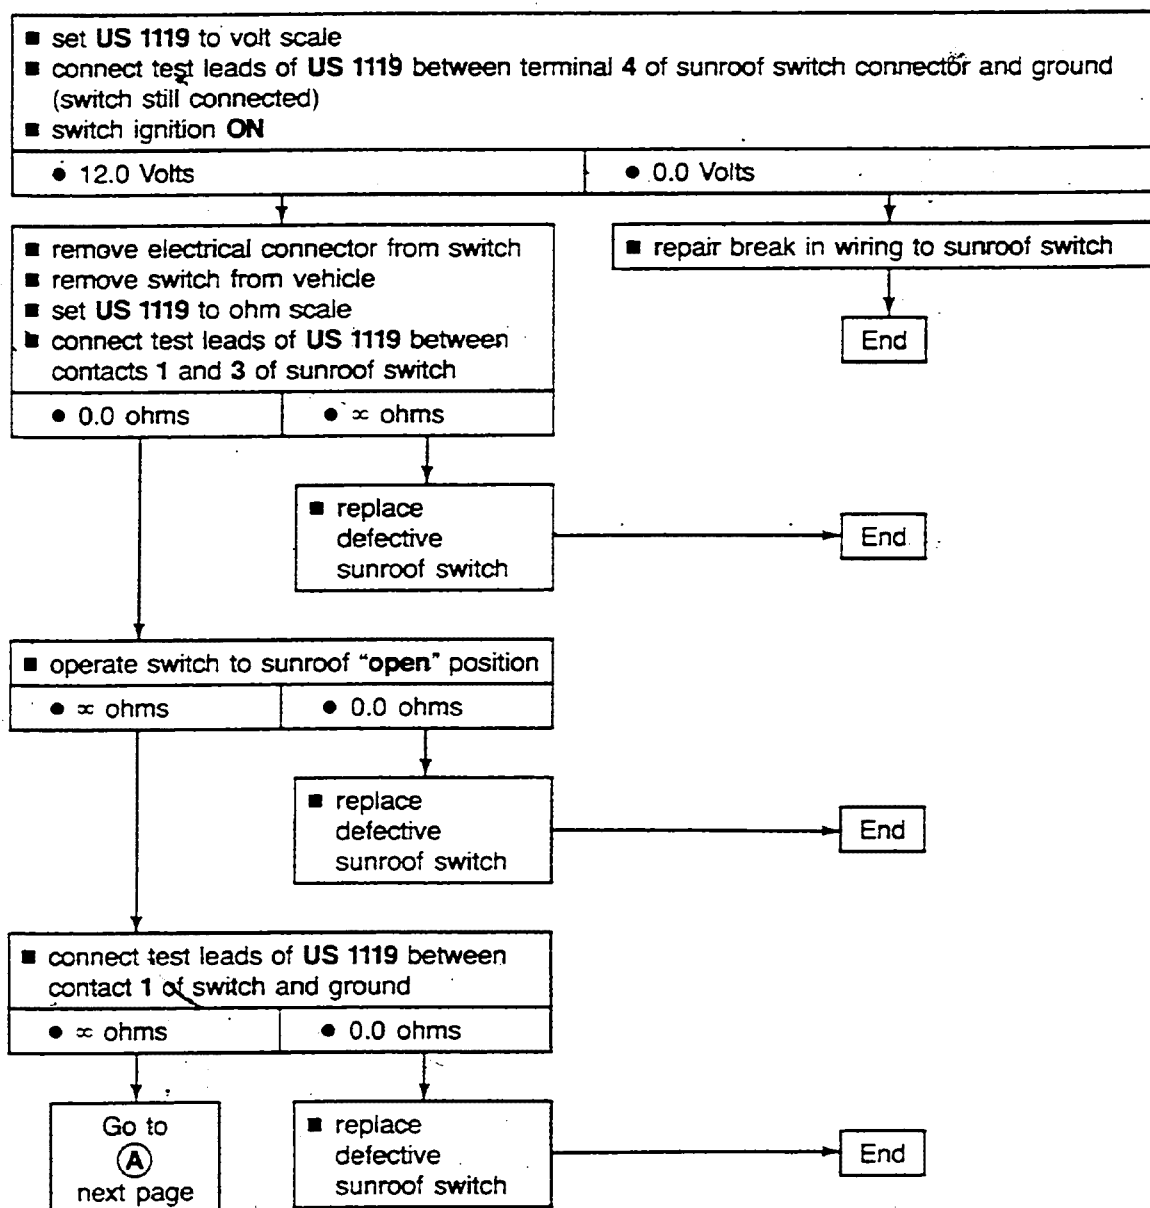 ■ set US 1119 to volt scale
■ connect test leads of US 1119 between terminal 4 of sunroof switch connector and ground
(switch still connected)
■ switch ignition ON
● 12.0 Volts
● 0.0 Volts
■ remove electrical connector from switch
■ remove switch from vehicle
■ set US 1119 to ohm scale
■ connect test leads of US 1119 between
contacts 1 and 3 of sunroof switch
■ repair break in wiring to sunroof switch
End
● 0.0 ohms
● ∞ ohms
■ replace
defective
sunroof switch
End
■ operate switch to sunroof "open" position
● ∞ ohms
● 0.0 ohms
■ replace
defective
sunroof switch
End
■ connect test leads of US 1119 between
contact 1 of switch and ground
● ∞ ohms
● 0.0 ohms
Go to
A
next page
■ replace
defective
sunroof switch
End